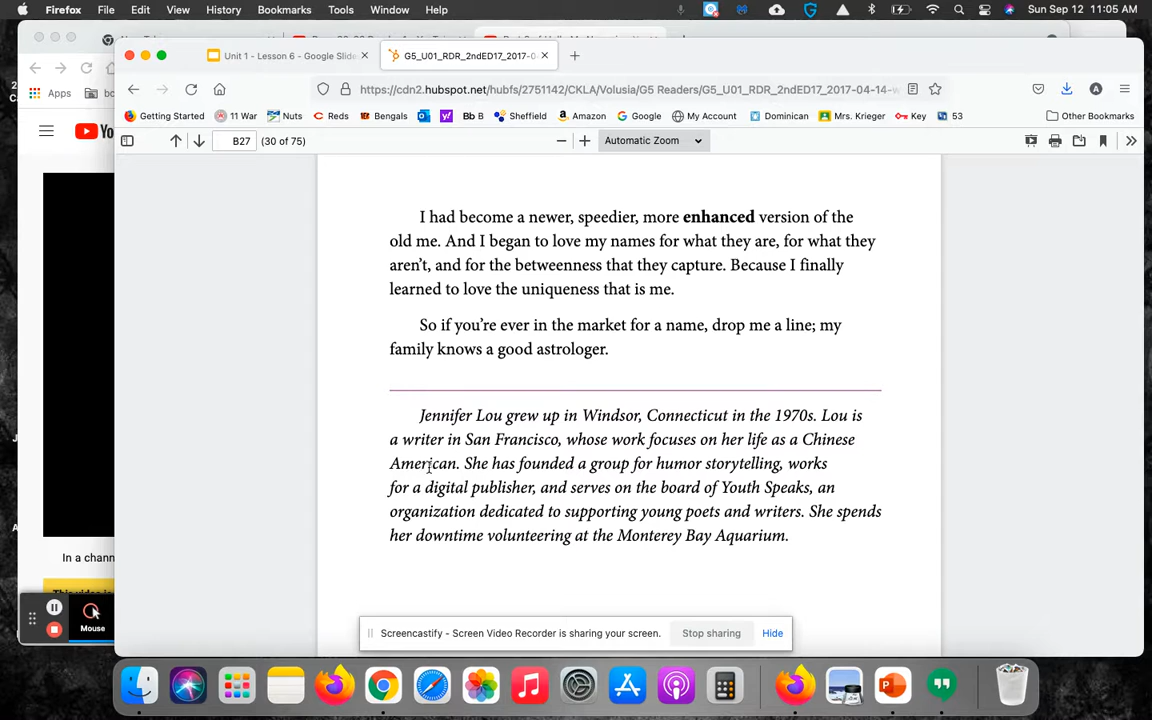 Firefox File Edit View History Bookmarks Tools Window Help Sun Sep 12 11:05 AM
Unit 1 - Lesson 6 - Google Slide
G5_U01_RDR_2ndED17_2017-0
https://cdn2.hubspot.net/hubfs/2751142/CKLA/Volusia/G5 Readers/G5_U01_RDR_2ndED17_2017-04-14-
Apps
Getting Started 11 War Nuts Reds Bengals Bb B Sheffield Amazon Google My Account Dominican Mrs. Krieger Key 53 Other Bookmarks
B27 (30 of 75) Automatic Zoom
I had become a newer, speedier, more enhanced version of the
old me. And I began to love my names for what they are, for what they
aren't, and for the betweenness that they capture. Because I finally
learned to love the uniqueness that is me.
So if you're ever in the market for a name, drop me a line; my
family knows a good astrologer.
Jennifer Lou grew up in Windsor, Connecticut in the 1970s. Lou is
a writer in San Francisco, whose work focuses on her life as a Chinese
American. She has founded a group for humor storytelling, works
for a digital publisher, and serves on the board of Youth Speaks, an
organization dedicated to supporting young poets and writers. She spends
her downtime volunteering at the Monterey Bay Aquarium.
In a chann
Mouse
Screencastify - Screen Video Recorder is sharing your screen. Stop sharing Hide